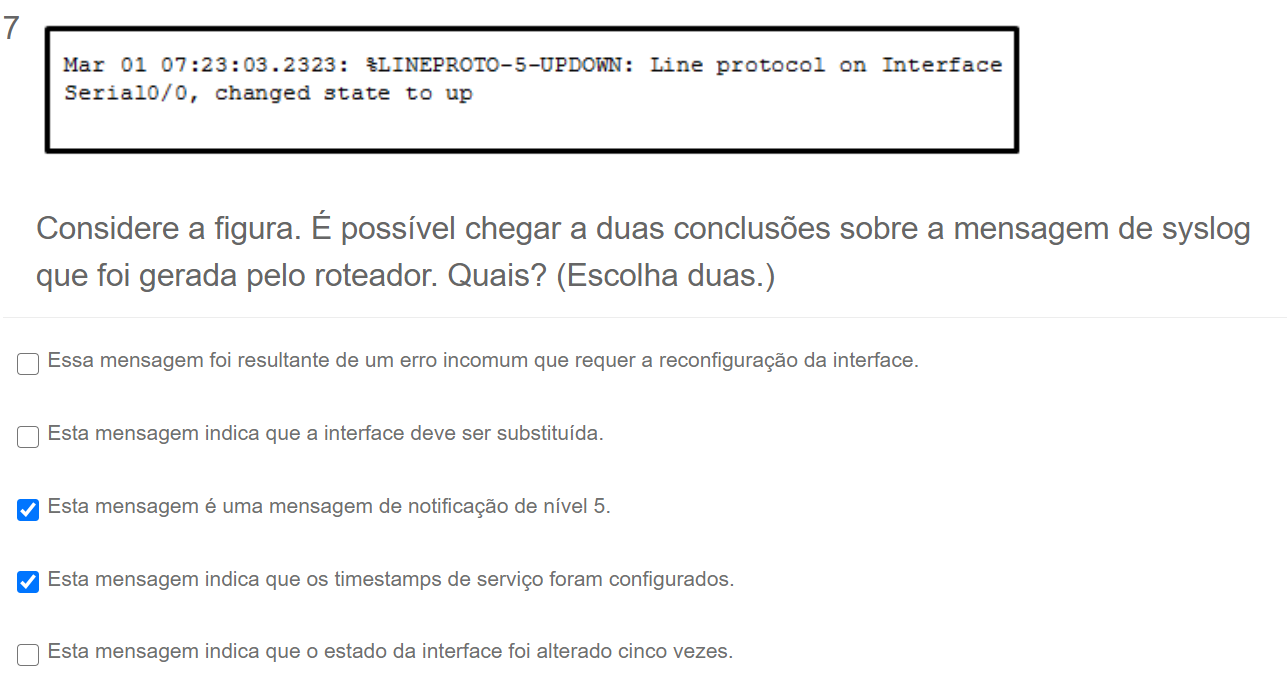 7
Mar 01 07:23:03.2323: %LINEPROTO-5-UPDOWN: Line protocol on Interface
Serial0/0, changed state to up
Considere a figura. É possível chegar a duas conclusões sobre a mensagem de syslog
que foi gerada pelo roteador. Quais? (Escolha duas.)
Essa mensagem foi resultante de um erro incomum que requer a reconfiguração da interface.
Esta mensagem indica que a interface deve ser substituída.
Esta mensagem é uma mensagem de notificação de nível 5.
Esta mensagem indica que os timestamps de serviço foram configurados.
Esta mensagem indica que o estado da interface foi alterado cinco vezes.